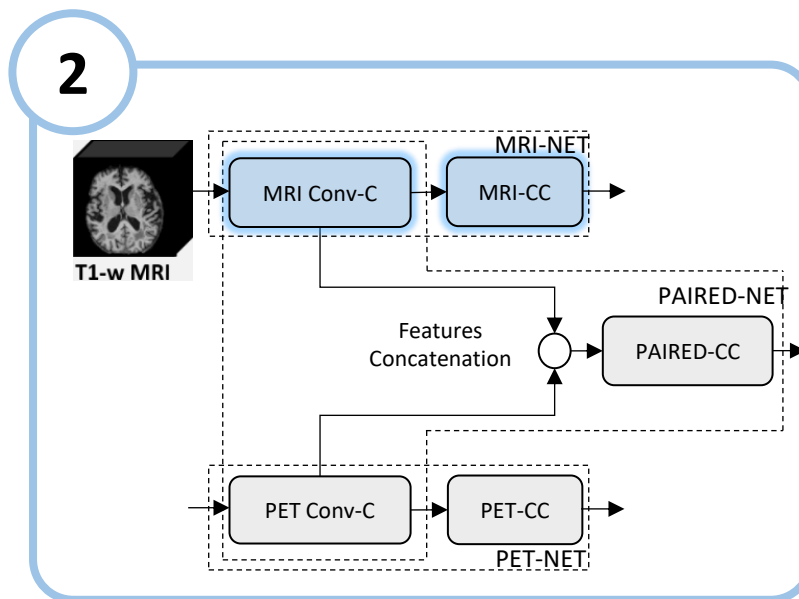 2
MRI-NET
MRI Conv-C
MRI-CC
T1-w MRI
PAIRED-NET
Features
Concatenation
PAIRED-CC
PET Conv-C
PET-CC
PET-NET